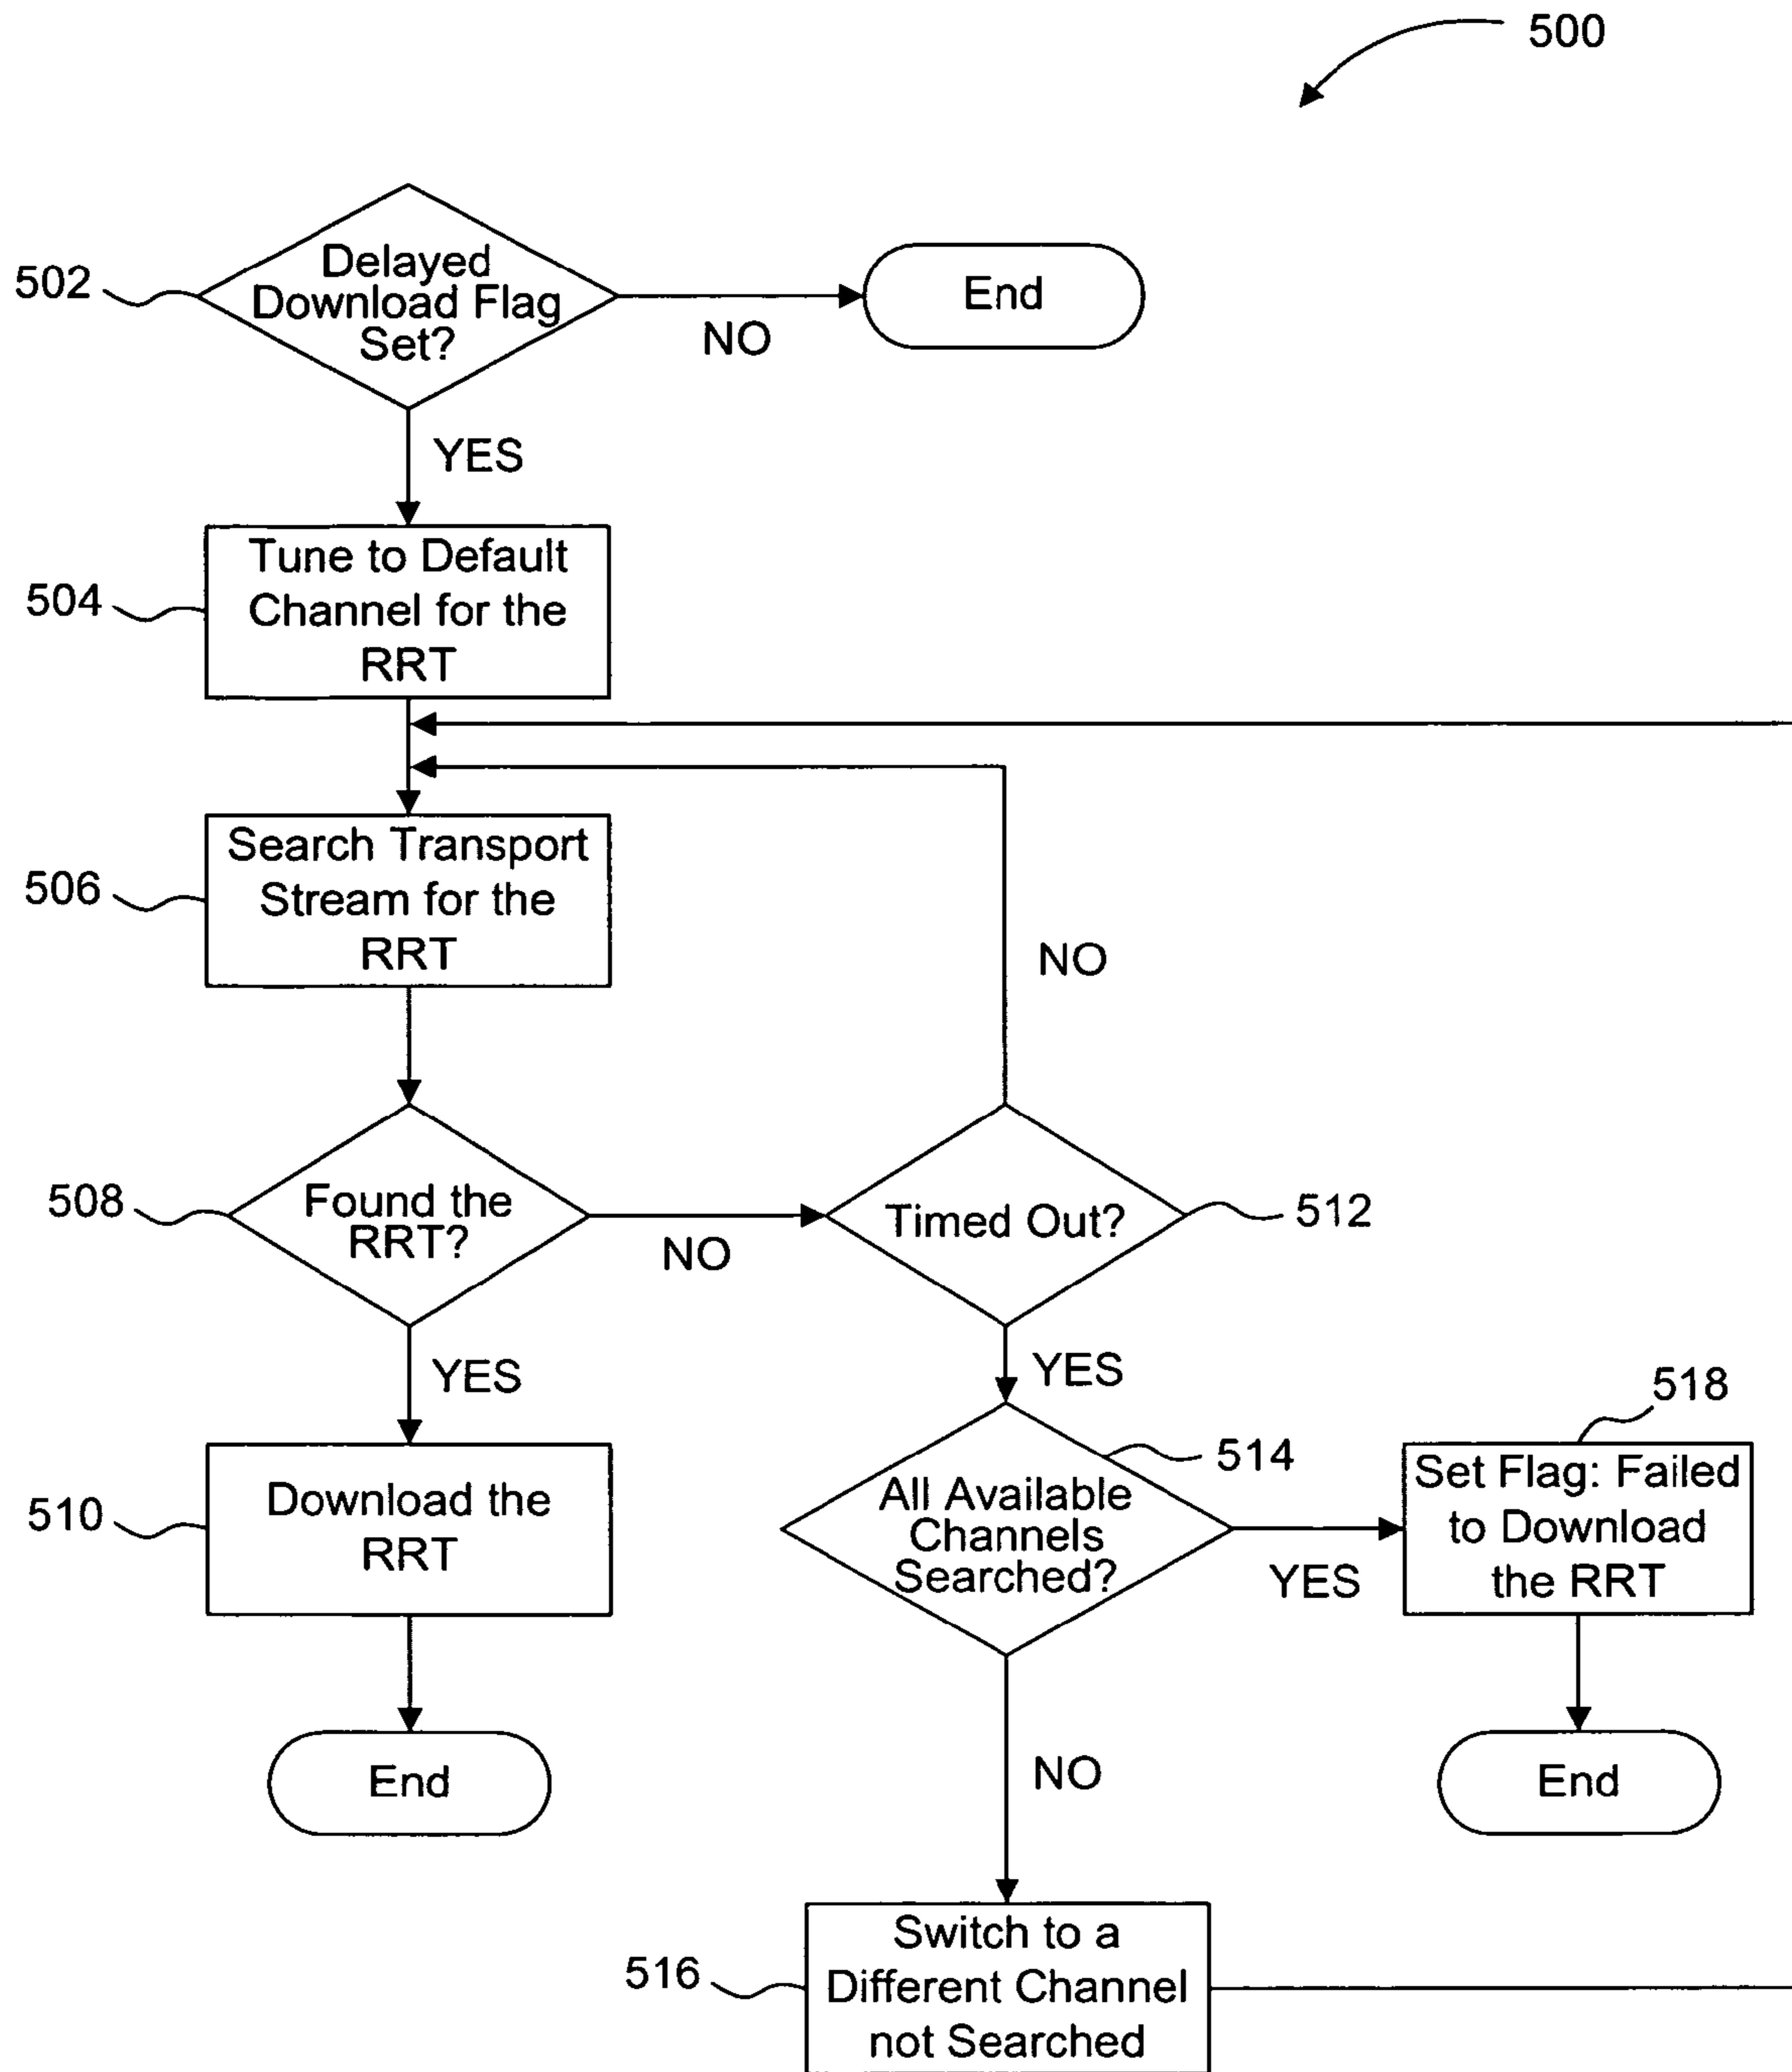 500
502
Delayed
Download Flag
Set?
NO
End
YES
504
Tune to Default
Channel for the
RRT
506
Search Transport
Stream for the
RRT
NO
508
Found the
RRT?
NO
Timed Out?
512
YES
YES
518
514
510
Download the
RRT
All Available
Channels
Searched?
YES
Set Flag: Failed
to Download
the RRT
End
NO
End
516
Switch to a
Different Channel
not Searched